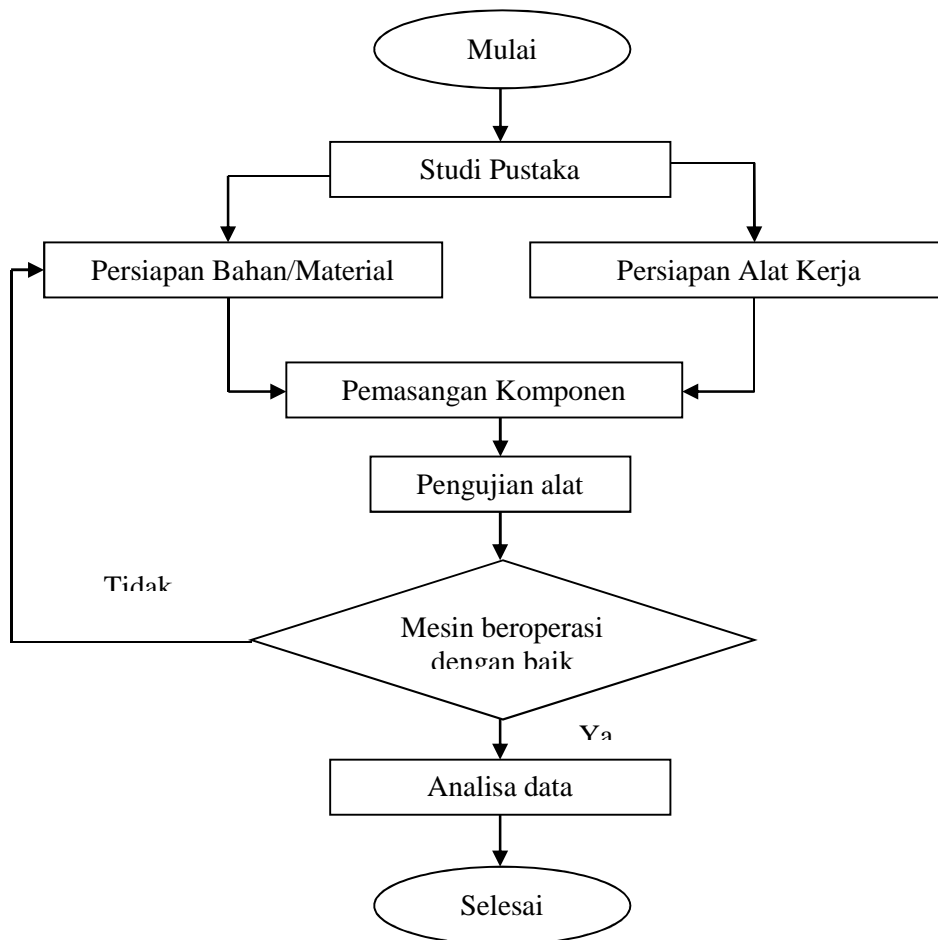 Mulai
Studi Pustaka
Persiapan Bahan/Material
Persiapan Alat Kerja
Pemasangan Komponen
Pengujian alat
Tidak
Mesin beroperasi
dengan baik
Ya
Analisa data
Selesai